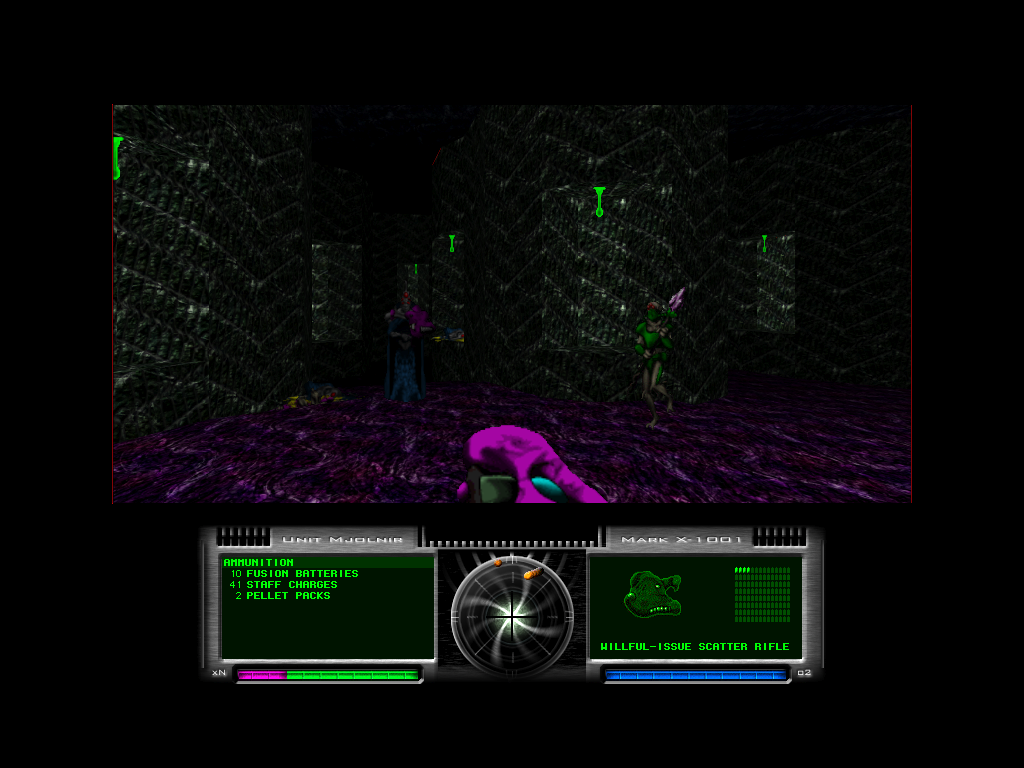 Unit Mjolnir
Mark X-1001
AMMUNITION
10 FUSION BATTERIES
41 STAFF CHARGES
2 PELLET PACKS
WILLFUL-ISSUE SCATTER RIFLE
xN
O2